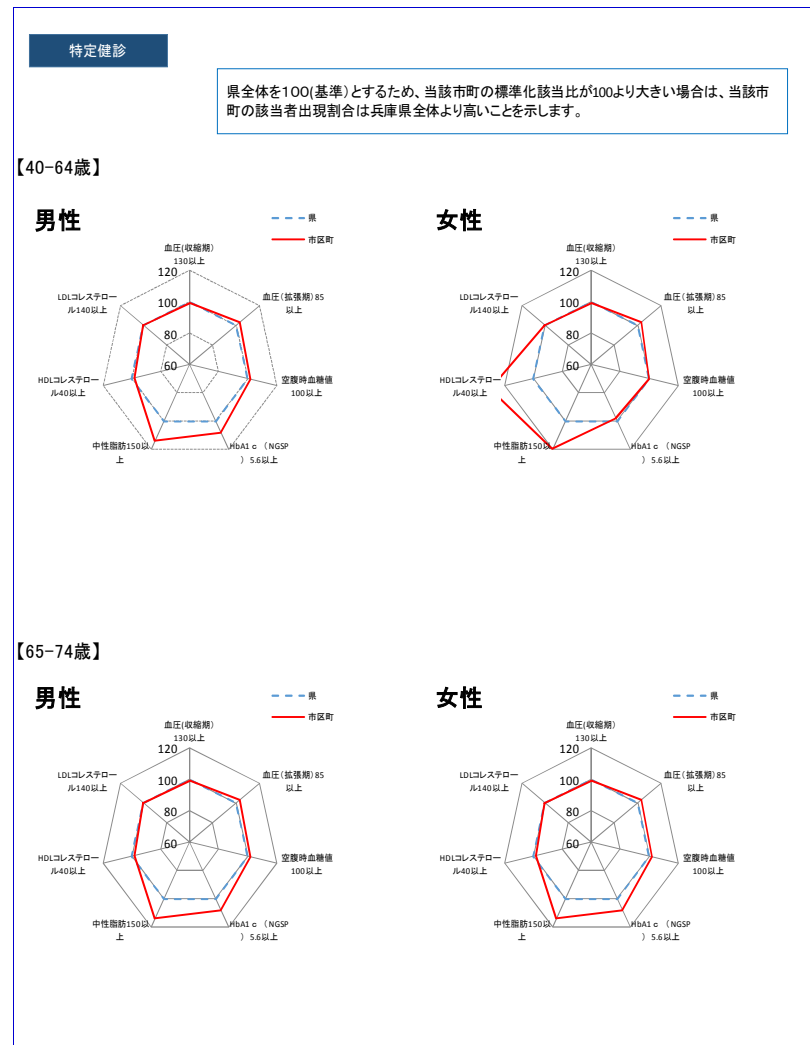 特定健診
県全体を100(基準)とするため、当該市町の標準化該当比が100より大きい場合は、当該市
町の該当者出現割合は兵庫県全体より高いことを示します。
【40-64歳】
男性
県
市区町
血圧(収縮期)
130以上
血圧(拡張期)85
以上
空腹時血糖値
100以上
HbA1c (NGSP
) 5.6以上
中性脂肪150以
上
HDLコレステロー
ル40以上
LDLコレステロー
ル140以上
120
100
80
60
女性
県
市区町
血圧(収縮期)
130以上
血圧(拡張期)85
以上
空腹時血糖値
100以上
HbA1c (NGSP
) 5.6以上
中性脂肪150以
上
HDLコレステロー
ル40以上
LDLコレステロー
ル140以上
120
100
80
60
【65-74歳】
男性
県
市区町
血圧(収縮期)
130以上
血圧(拡張期)85
以上
空腹時血糖値
100以上
HbA1c (NGSP
) 5.6以上
中性脂肪150以
上
HDLコレステロー
ル40以上
LDLコレステロー
ル140以上
120
100
80
60
女性
県
市区町
血圧(収縮期)
130以上
血圧(拡張期)85
以上
空腹時血糖値
100以上
HbA1c (NGSP
) 5.6以上
中性脂肪150以
上
HDLコレステロー
ル40以上
LDLコレステロー
ル140以上
120
100
80
60